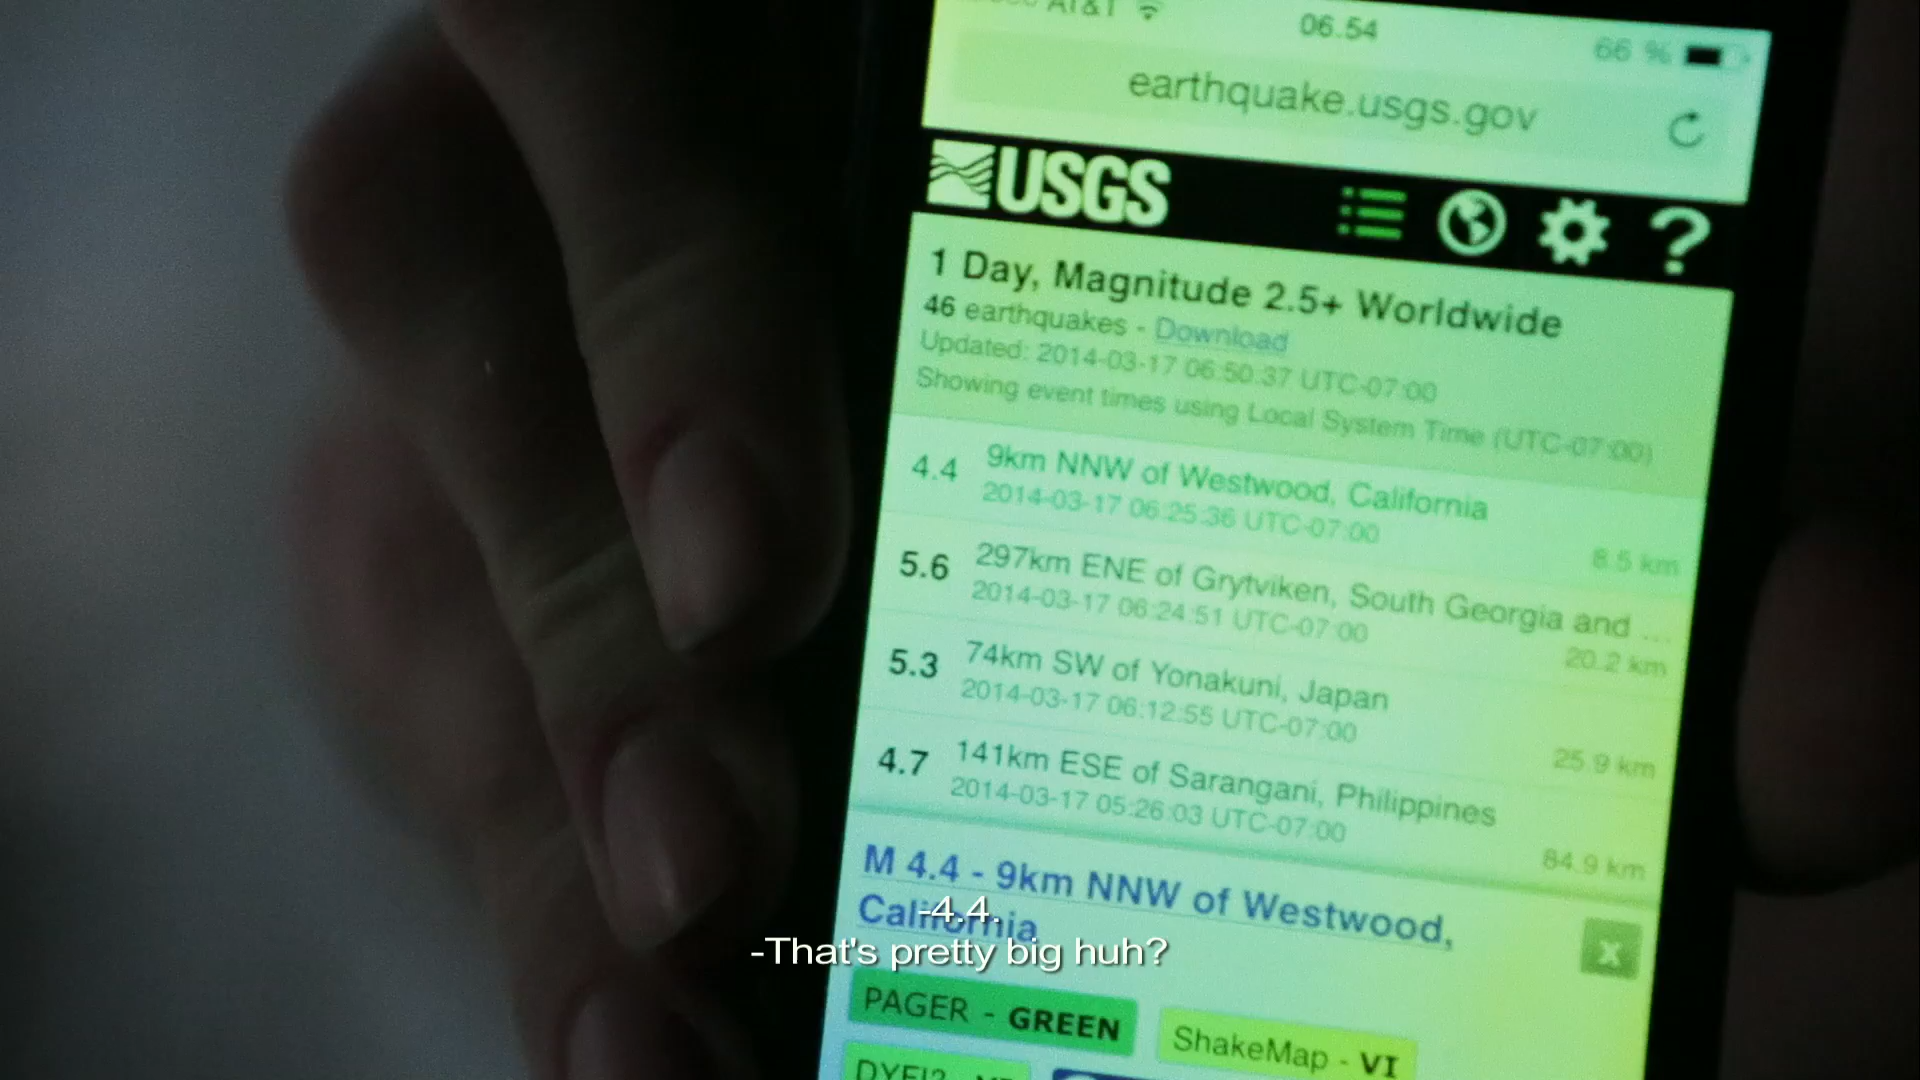 AT&T
06.54
66 %
earthquake.usgs.gov
USGS
1 Day, Magnitude 2.5+ Worldwide
46 earthquakes - Download
Updated: 2014-03-17 06:50:37 UTC-07:00
Showing event times using Local System Time (UTC-07:00)
4.4 9km NNW of Westwood, California
2014-03-17 06:25:36 UTC-07:00
8.5 km
5.6 297km ENE of Grytviken, South Georgia and ...
2014-03-17 06:24:51 UTC-07:00
20.2 km
5.3 74km SW of Yonakuni, Japan
2014-03-17 06:12:55 UTC-07:00
25.9 km
4.7 141km ESE of Sarangani, Philippines
2014-03-17 05:26:03 UTC-07:00
84.9 km
M 4.4 - 9km NNW of Westwood,
California
x
-4.4.
-That's pretty big huh?
PAGER - GREEN
ShakeMap - VI
DYFI?